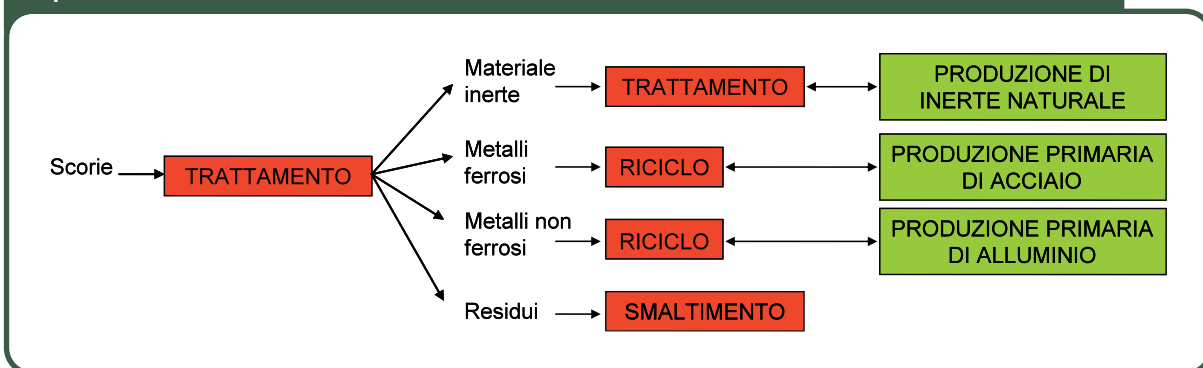 Scorie
TRATTAMENTO
Materiale
inerte
TRATTAMENTO
PRODUZIONE DI
INERTE NATURALE
Metalli
ferrosi
RICICLO
PRODUZIONE PRIMARIA
DI ACCIAIO
Metalli non
ferrosi
RICICLO
PRODUZIONE PRIMARIA
DI ALLUMINIO
Residui
SMALTIMENTO